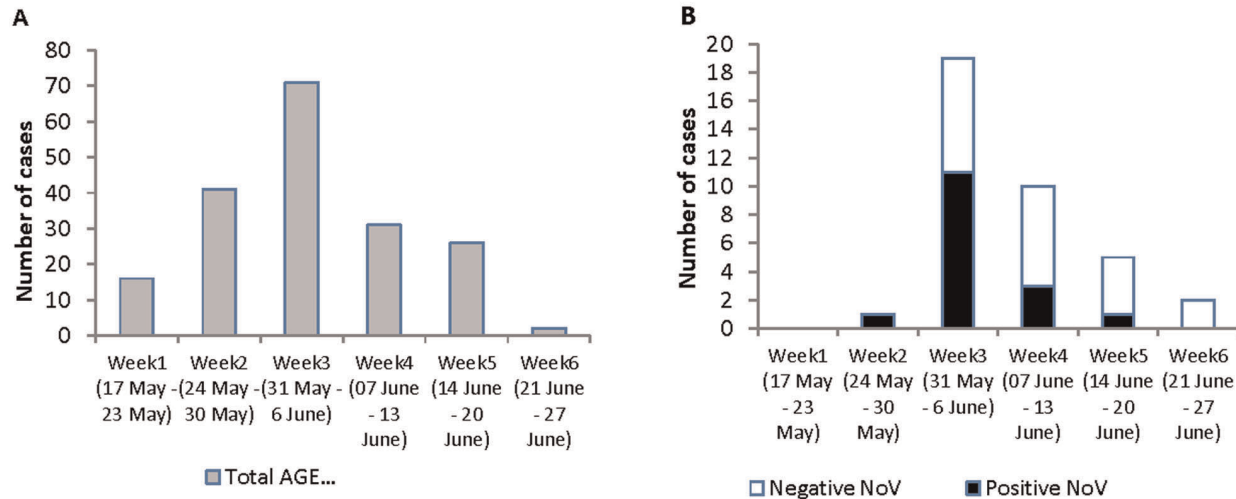 A
Number of cases
80
70
60
50
40
30
20
10
0
Week1 Week2 Week3 Week4 Week5 Week6
(17 May -(24 May -(31 May - (07 June (14 June (21 June
23 May) 30 May) 6 June) - 13 - 20 - 27 June)
June) June)
Total AGE...
B
Number of cases
20
18
16
14
12
10
8
6
4
2
0
Week1 Week2 Week3 Week4 Week5 Week6
(17 May (24 May (31 May (07 June (14 June (21 June
- 23 - 30 - 6 June) - 13 - 20 - 27 June)
May) May) June) June)
Negative NoV Positive NoV